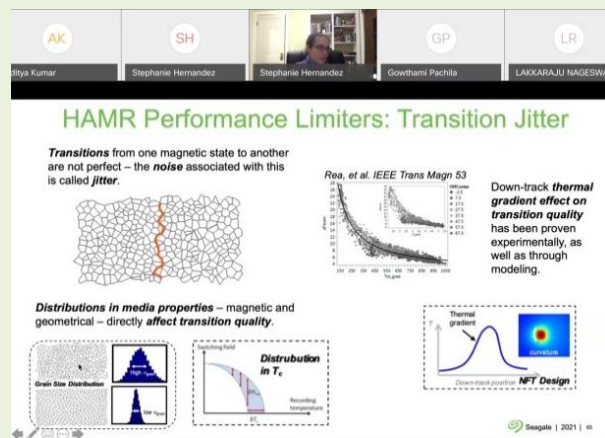 AK
SH
GP
LR
ditya Kumar
Stephanie Hernandez
Stephanie Hernandez
Gowthami Pachila
LAKKARAJU NAGESWA
HAMR Performance Limiters: Transition Jitter
Transitions from one magnetic state to another
are not perfect – the noise associated with this
is called jitter.
Rea, et al. IEEE Trans Magn 53
Down-track thermal
gradient effect on
transition quality
has been proven
experimentally, as
well as through
modeling.
Distributions in media properties – magnetic and
geometrical – directly affect transition quality.
Grain Size Distribution
High
low
Switching field
Distrubution
in Tc
Recording
temperature
Thermal
gradient
T
curvature
Down-track position
NFT Design
Seagate | 2021 |